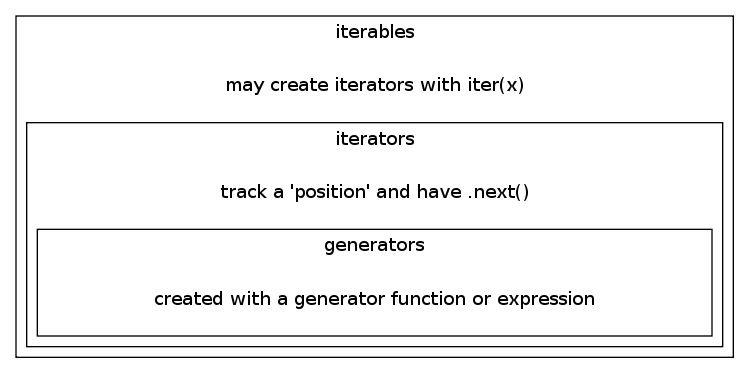 iterables
may create iterators with iter(x)
iterators
track a 'position' and have .next()
generators
created with a generator function or expression